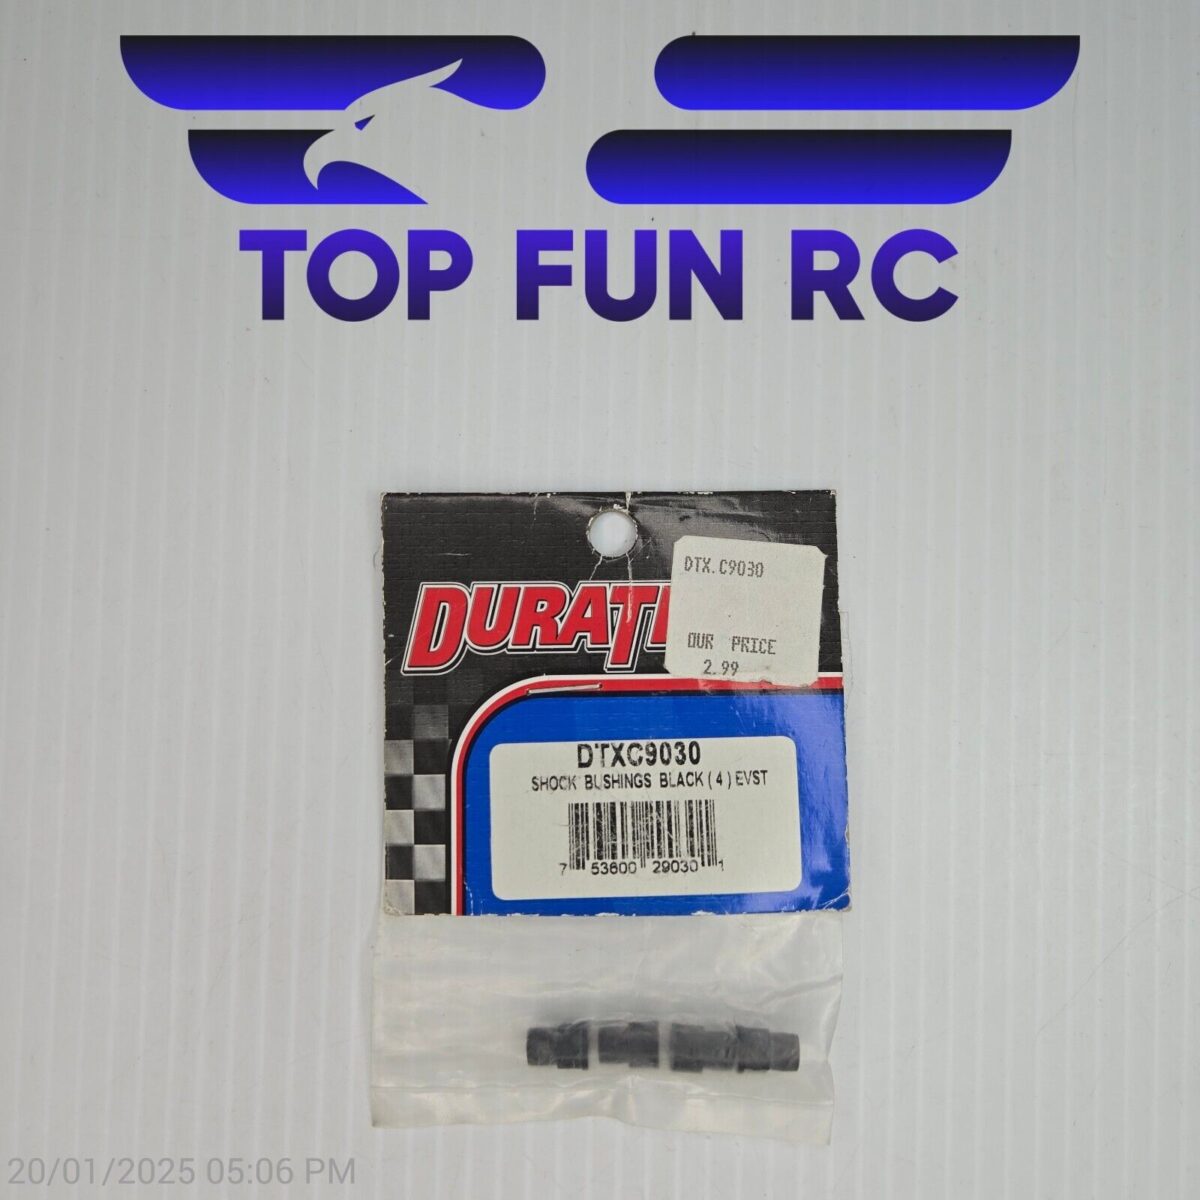 TOP FUN RC
DTX.C9030
OUR PRICE
2.99
DURAT
DTXC9030
SHOCK BUSHINGS BLACK ( 4 ) EVST
7 53600 29030 1
20/01/2025 05:06 PM